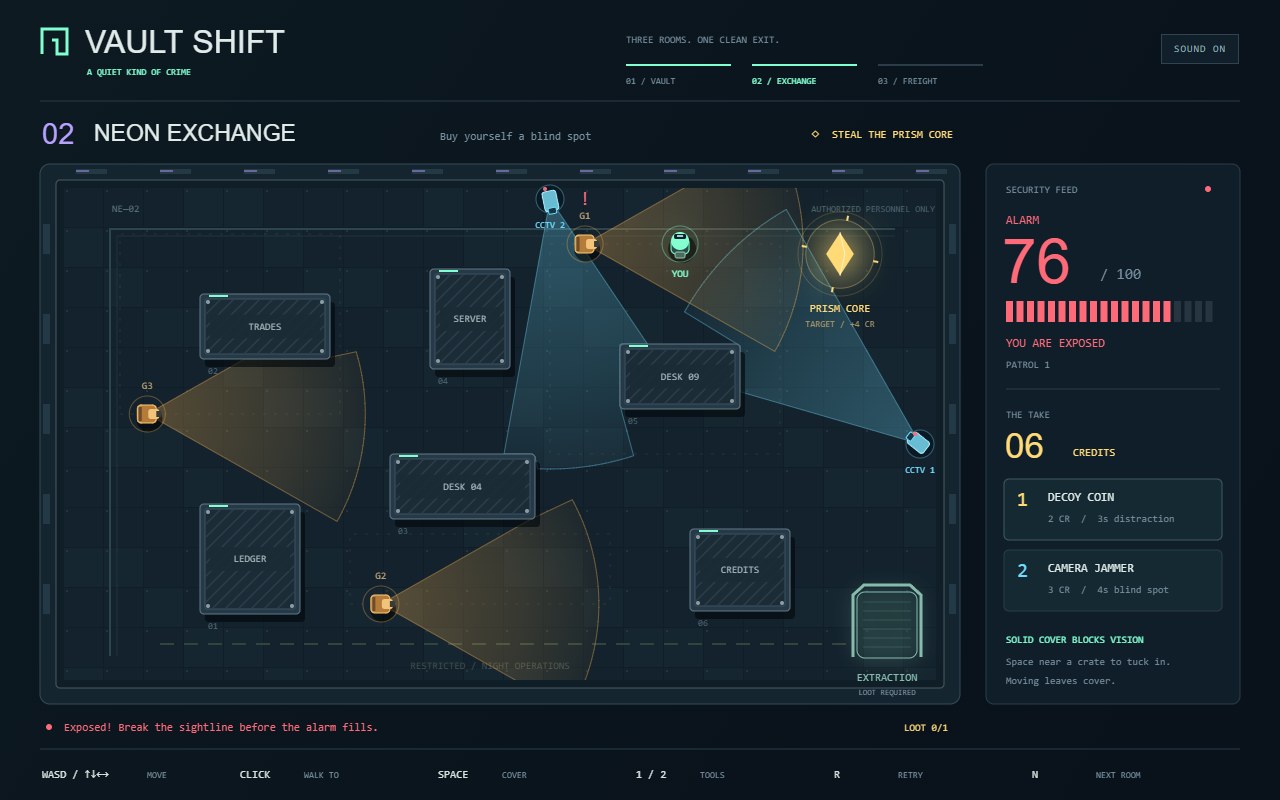 VAULT SHIFT
A QUIET KIND OF CRIME
THREE ROOMS. ONE CLEAN EXIT.
01 / VAULT
02 / EXCHANGE
03 / FREIGHT
SOUND ON
02 NEON EXCHANGE
Buy yourself a blind spot
◇ STEAL THE PRISM CORE
NE—02
AUTHORIZED PERSONNEL ONLY
CCTV 2
!
G1
YOU
PRISM CORE
TARGET / +4 CR
TRADES
02
SERVER
04
DESK 09
05
G3
CCTV 1
DESK 04
03
LEDGER
01
G2
CREDITS
06
RESTRICTED / NIGHT OPERATIONS
EXTRACTION
LOOT REQUIRED
SECURITY FEED
ALARM
76 / 100
YOU ARE EXPOSED
PATROL 1
THE TAKE
06 CREDITS
1 DECOY COIN
2 CR / 3s distraction
2 CAMERA JAMMER
3 CR / 4s blind spot
SOLID COVER BLOCKS VISION
Space near a crate to tuck in.
Moving leaves cover.
Exposed! Break the sightline before the alarm fills.
LOOT 0/1
WASD / ↑↓←→ MOVE
CLICK WALK TO
SPACE COVER
1 / 2 TOOLS
R RETRY
N NEXT ROOM